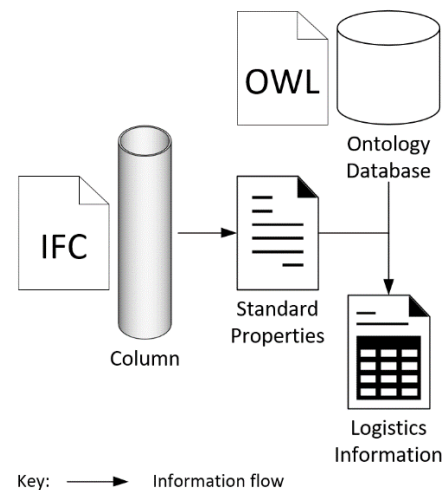 OWL
Ontology
Database
IFC
Column
Standard
Properties
Logistics
Information
Key:
Information flow